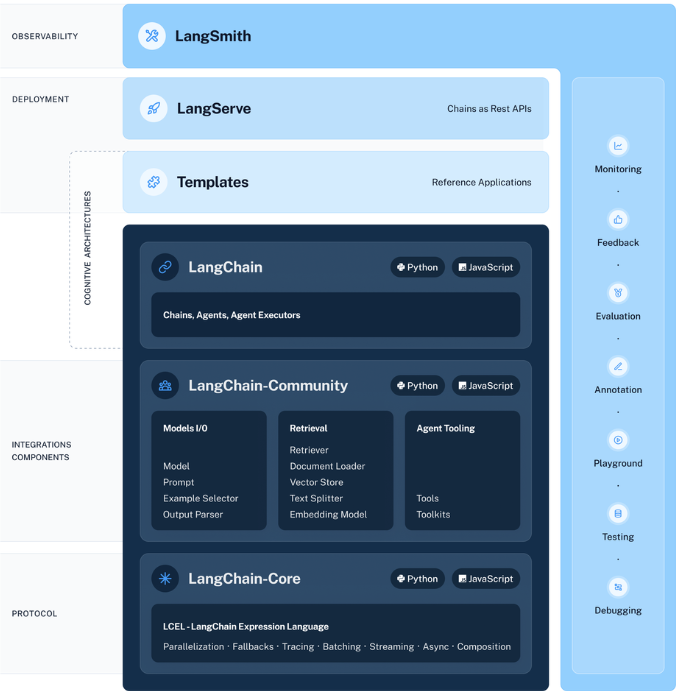 OBSERVABILITY
LangSmith
DEPLOYMENT
LangServe
Chains as Rest APIs
Templates
Reference Applications
COGNITIVE ARCHITECTURES
LangChain
Python
JavaScript
Chains, Agents, Agent Executors
INTEGRATIONS
COMPONENTS
LangChain-Community
Python
JavaScript
Models I/0
Model
Prompt
Example Selector
Output Parser
Retrieval
Retriever
Document Loader
Vector Store
Text Splitter
Embedding Model
Agent Tooling
Tools
Toolkits
PROTOCOL
LangChain-Core
Python
JavaScript
LCEL - LangChain Expression Language
Parallelization · Fallbacks · Tracing · Batching · Streaming · Async · Composition
Monitoring
·
Feedback
·
Evaluation
·
Annotation
·
Playground
·
Testing
·
Debugging